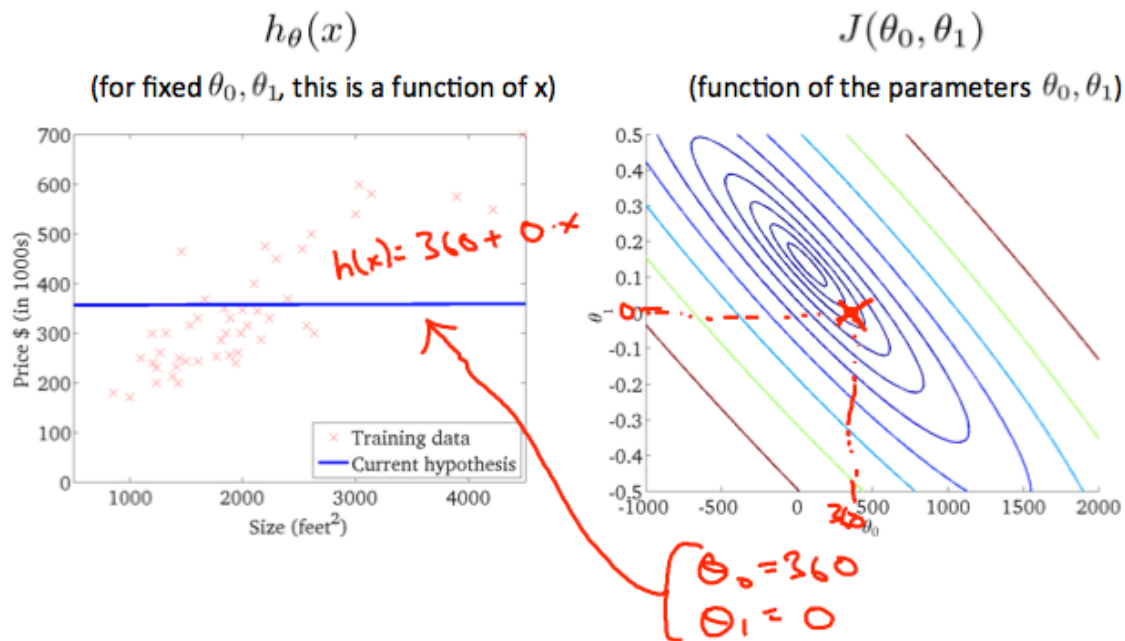 hθ(x)
(for fixed θ0, θ1, this is a function of x)
700
600
500
400
300
200
100
0
Price $ (in 1000s)
1000
2000
3000
4000
Size (feet²)
Training data
Current hypothesis
h(x) = 360 + 0 · x
J(θ0, θ1)
(function of the parameters θ0, θ1)
0.5
0.4
0.3
0.2
0.1
0
0
-0.1
-0.2
-0.3
-0.4
-0.5
θ1
-1000
-500
0
360
500
1000
1500
2000
θ0
θ0 = 360
θ1 = 0